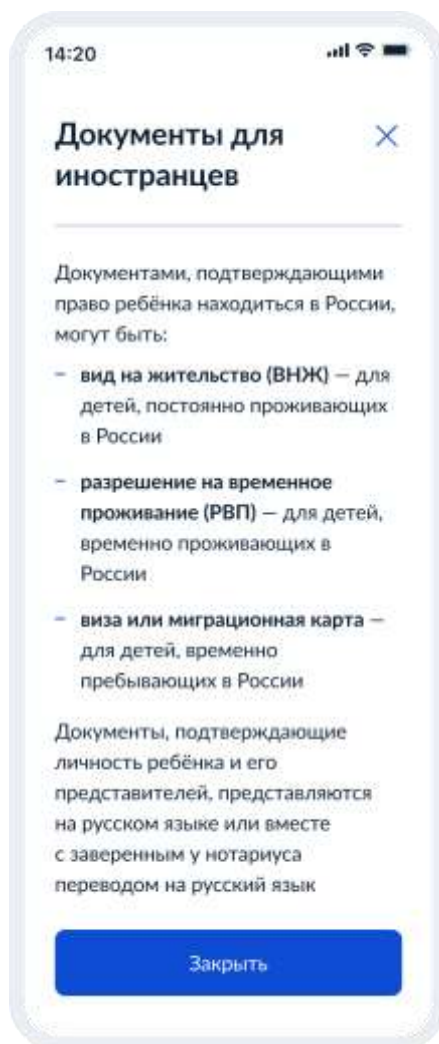 14:20
Документы для
иностранцев
Документами, подтверждающими
право ребёнка находиться в России,
могут быть:
– вид на жительство (ВНЖ) — для
детей, постоянно проживающих
в России
– разрешение на временное
проживание (РВП) — для детей,
временно проживающих в
России
– виза или миграционная карта —
для детей, временно
пребывающих в России
Документы, подтверждающие
личность ребёнка и его
представителей, представляются
на русском языке или вместе
с заверенным у нотариуса
переводом на русский язык
Закрыть